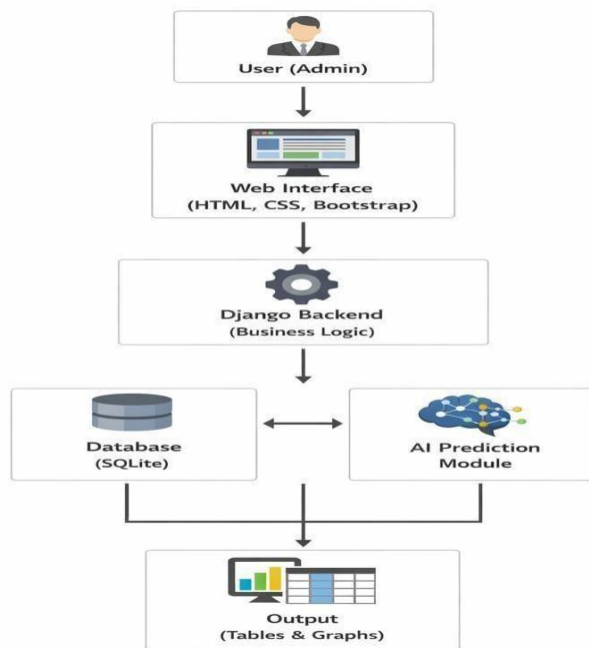 User (Admin)
Web Interface
(HTML, CSS, Bootstrap)
Django Backend
(Business Logic)
Database
(SQLite)
AI Prediction
Module
Output
(Tables & Graphs)